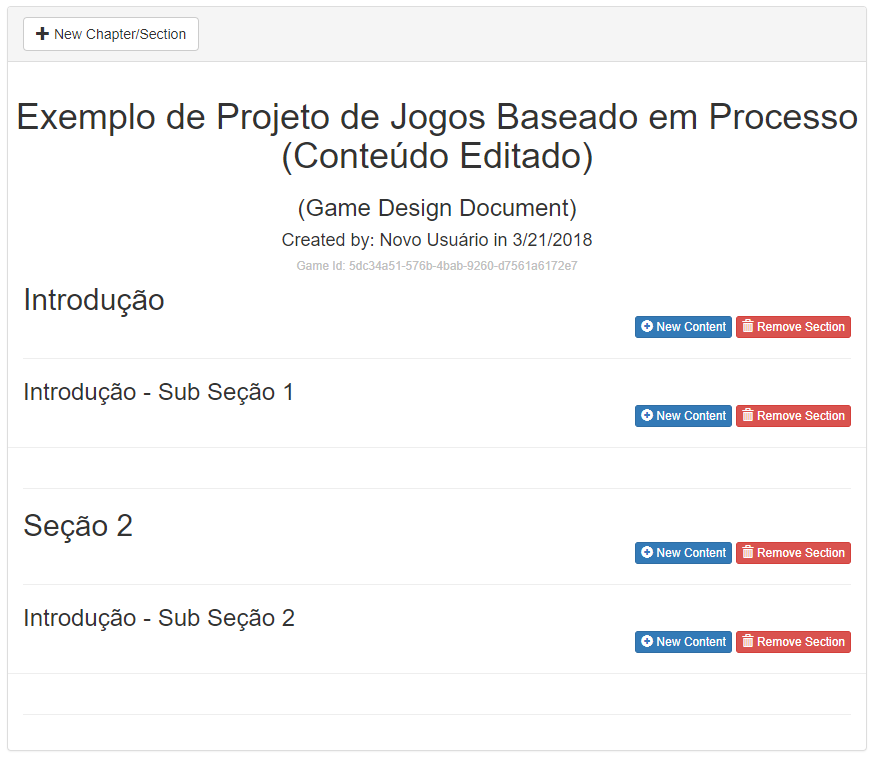 New Chapter/Section
Exemplo de Projeto de Jogos Baseado em Processo
(Conteúdo Editado)
(Game Design Document)
Created by: Novo Usuário in 3/21/2018
Game Id: 5dc34a51-576b-4bab-9260-d7561a6172e7
Introdução
New Content Remove Section
Introdução - Sub Seção 1
New Content Remove Section
Seção 2
New Content Remove Section
Introdução - Sub Seção 2
New Content Remove Section